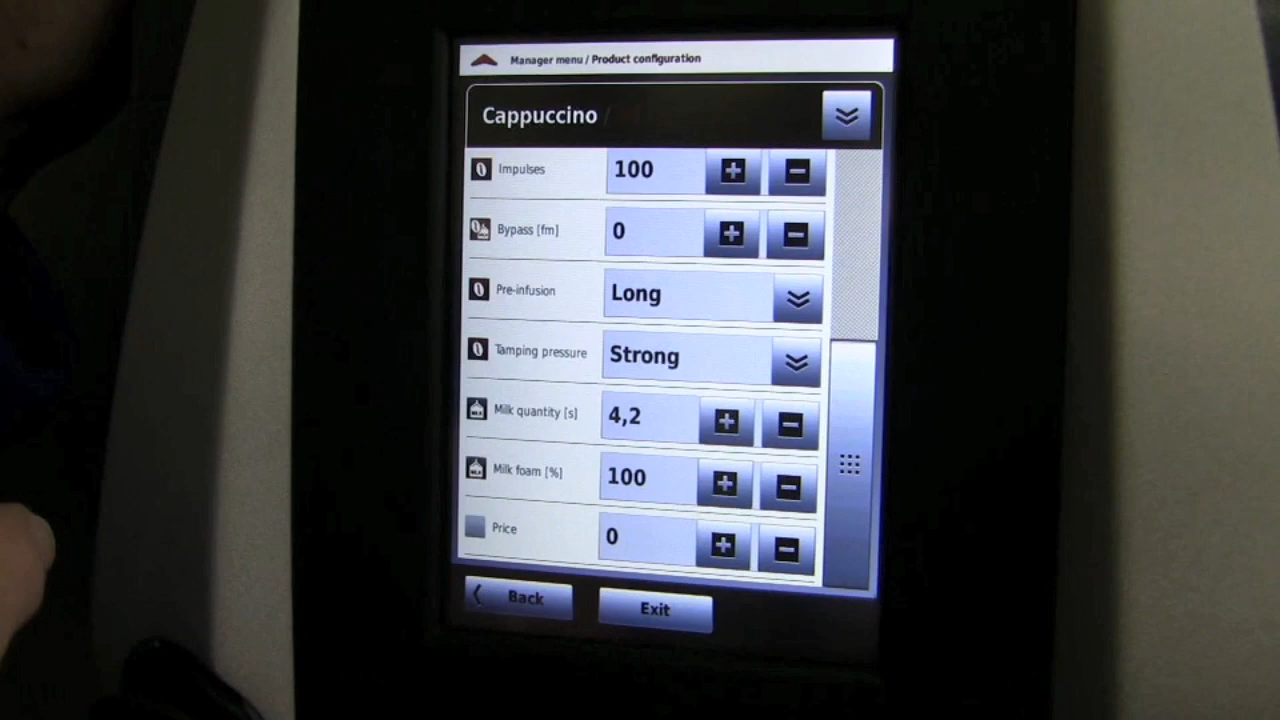 Manager menu / Product configuration
Cappuccino /
Impulses 100
Bypass [fm] 0
Pre-infusion Long
Tamping pressure Strong
Milk quantity [s] 4,2
Milk foam [%] 100
Price 0
Back Exit